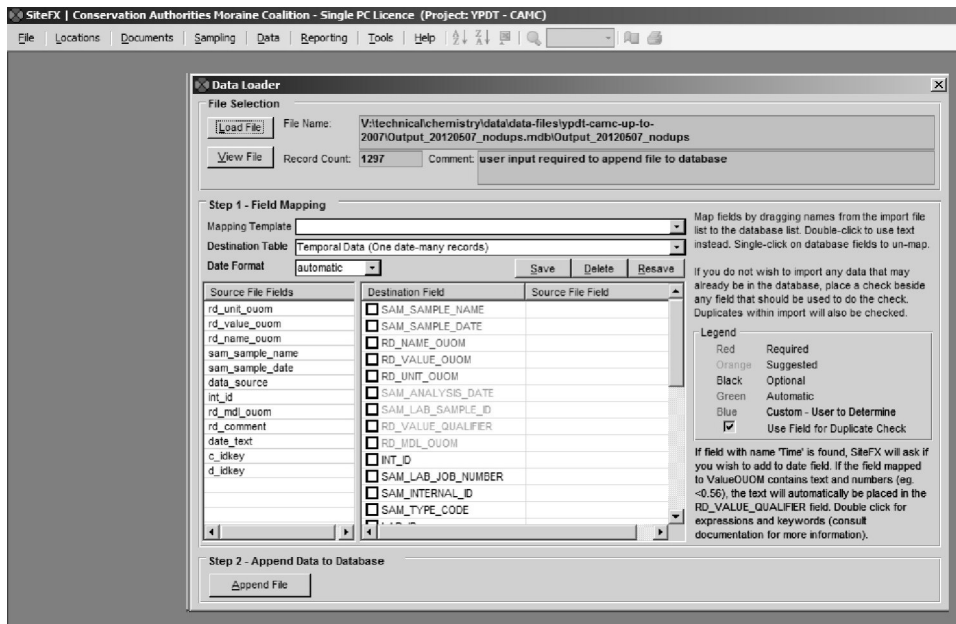 SiteFX | Conservation Authorities Moraine Coalition - Single PC Licence (Project: YPDT - CAMC)
File Locations Documents Sampling Data Reporting Tools Help
Data Loader
File Selection
Load File File Name: V:\technical\chemistry\data\data-files\ypdt-camc-up-to-
2007\Output_20120507_nodups.mdb\Output_20120507_nodups
View File Record Count: 1297 Comment: user input required to append file to database
Step 1 - Field Mapping
Mapping Template
Destination Table Temporal Data (One date-many records)
Date Format automatic Save Delete Resave
Source File Fields
rd_unit_ouom
rd_value_ouom
rd_name_ouom
sam_sample_name
sam_sample_date
data_source
int_id
rd_mdl_ouom
rd_comment
date_text
c_idkey
d_idkey
Destination Field Source File Field
SAM_SAMPLE_NAME
SAM_SAMPLE_DATE
RD_NAME_OUOM
RD_VALUE_OUOM
RD_UNIT_OUOM
SAM_ANALYSIS_DATE
SAM_LAB_SAMPLE_ID
RD_VALUE_QUALIFIER
RD_MDL_OUOM
INT_ID
SAM_LAB_JOB_NUMBER
SAM_INTERNAL_ID
SAM_TYPE_CODE
Map fields by dragging names from the import file
list to the database list. Double-click to use text
instead. Single-click on database fields to un-map.
If you do not wish to import any data that may
already be in the database, place a check beside
any field that should be used to do the check.
Duplicates within import will also be checked.
Legend
Red Required
Orange Suggested
Black Optional
Green Automatic
Blue Custom - User to Determine
Use Field for Duplicate Check
If field with name 'Time' is found, SiteFX will ask if
you wish to add to date field. If the field mapped
to ValueOUOM contains text and numbers (eg.
<0.56), the text will automatically be placed in the
RD_VALUE_QUALIFIER field. Double click for
expressions and keywords (consult
documentation for more information).
Step 2 - Append Data to Database
Append File